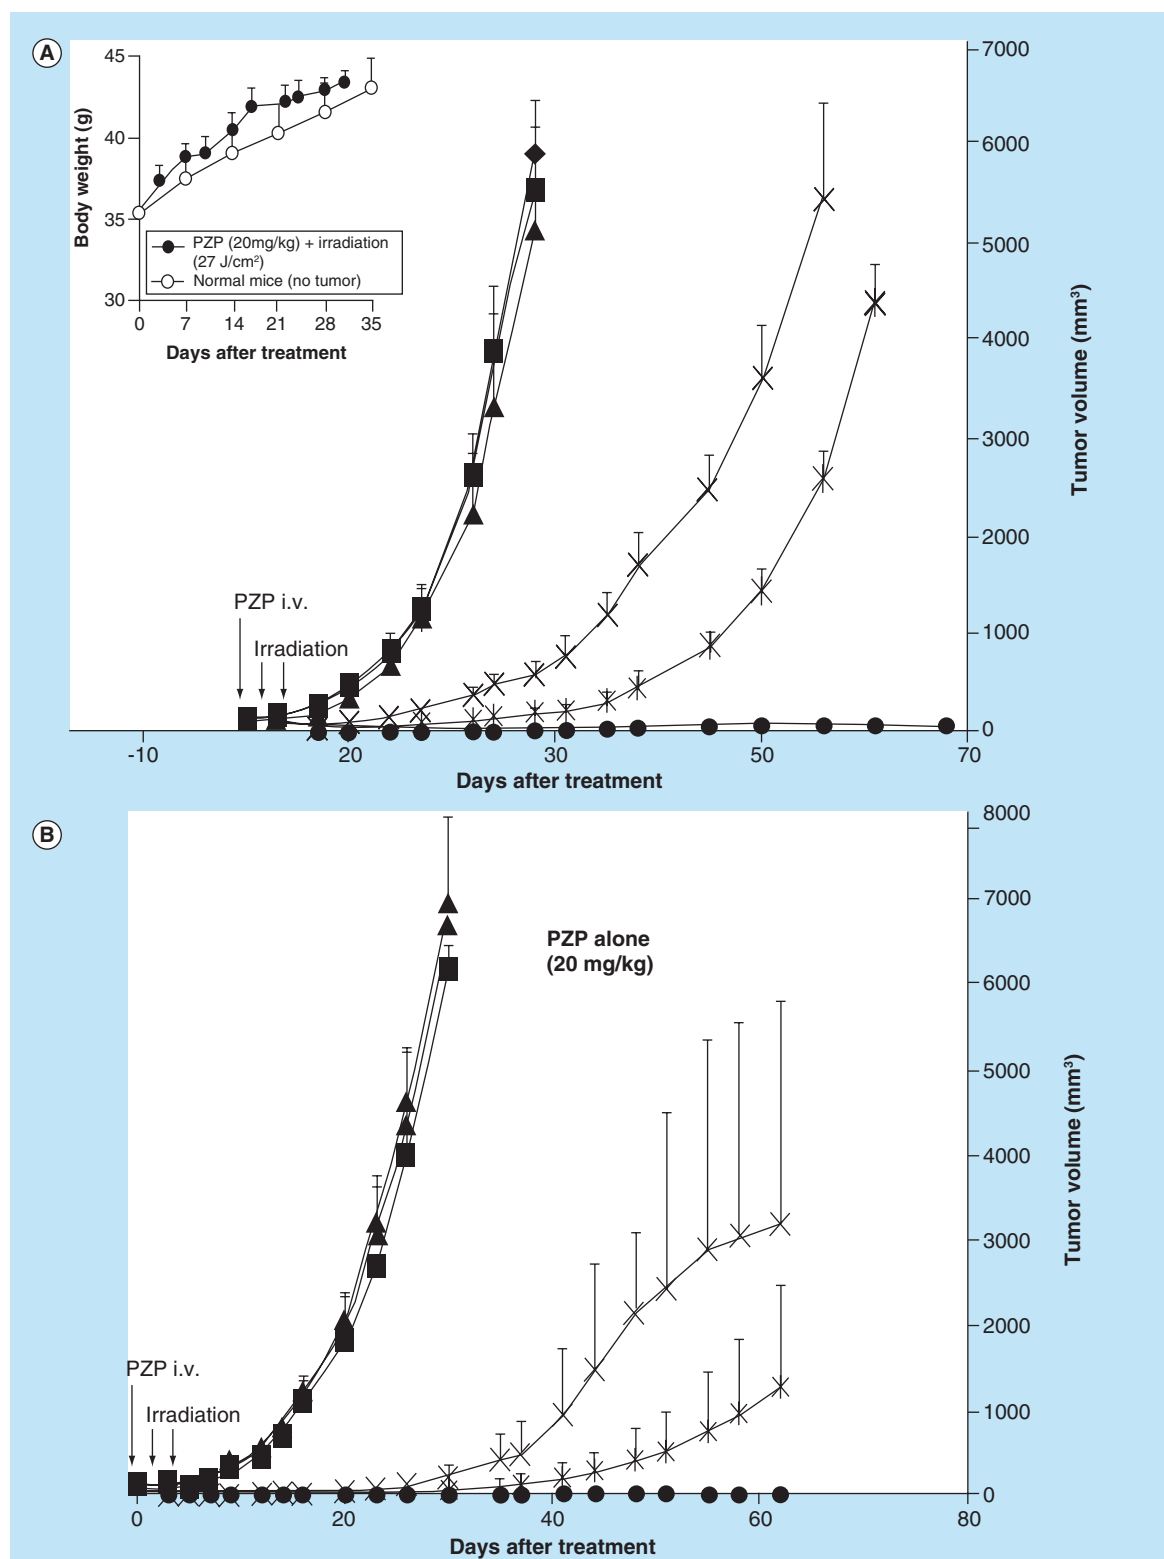 A
45
40
35
30
Body weight (g)
PZP (20mg/kg) + irradiation
(27 J/cm²)
Normal mice (no tumor)
0 7 14 21 28 35
Days after treatment
7000
6000
5000
4000
3000
2000
1000
0
Tumor volume (mm³)
PZP i.v.
Irradiation
-10 20 30 50 70
Days after treatment
B
8000
7000
6000
5000
4000
3000
2000
1000
0
Tumor volume (mm³)
PZP alone
(20 mg/kg)
PZP i.v.
Irradiation
0 20 40 60 80
Days after treatment